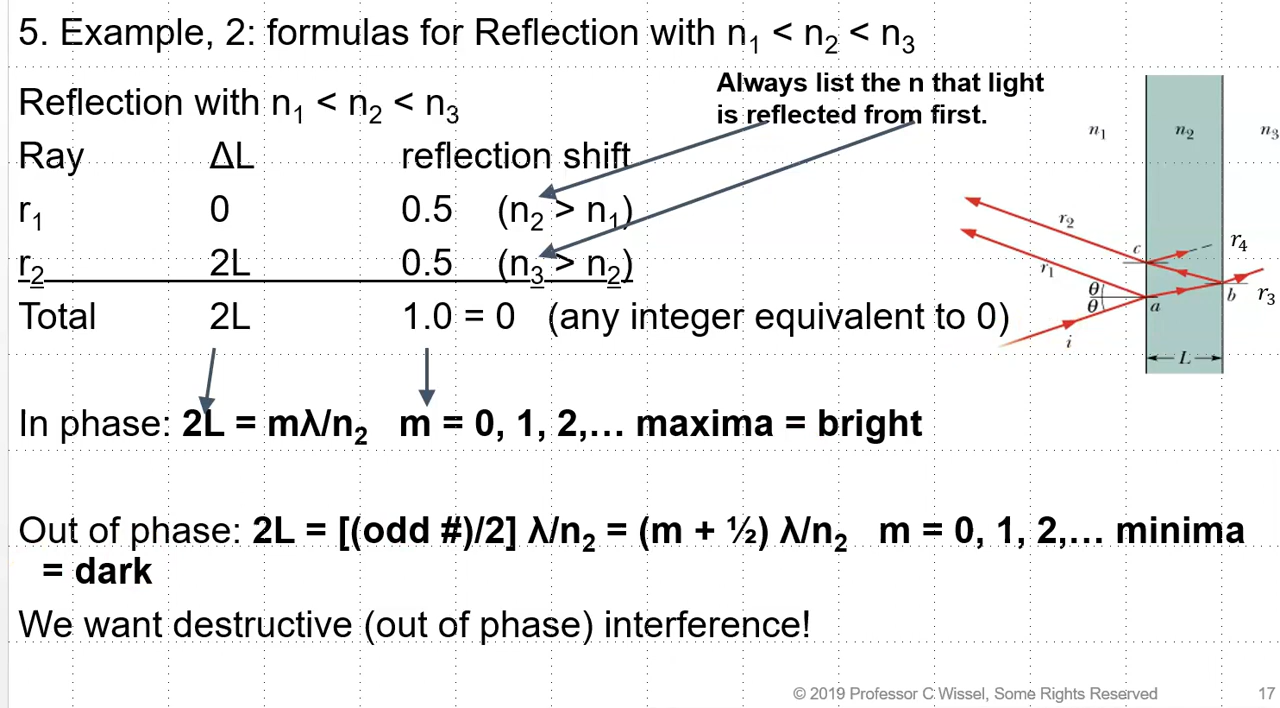 5. Example, 2: formulas for Reflection with n₁ < n₂ < n₃
Always list the n that light
is reflected from first.
Reflection with n₁ < n₂ < n₃
Ray ΔL reflection shift
r₁ 0 0.5 (n₂ > n₁)
r₂ 2L 0.5 (n₃ > n₂)
Total 2L 1.0 = 0 (any integer equivalent to 0)
In phase: 2L = mλ/n₂ m = 0, 1, 2,… maxima = bright
Out of phase: 2L = [(odd #)/2] λ/n₂ = (m + ½) λ/n₂ m = 0, 1, 2,… minima
= dark
We want destructive (out of phase) interference!
n₁ n₂ n₃
r₂
c r₄
r₁
θ
θ a b r₃
i
L
© 2019 Professor C Wissel, Some Rights Reserved 17